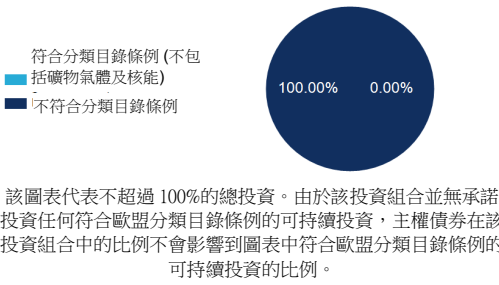 符合分類目錄條例 (不包
括礦物氣體及核能)
不符合分類目錄條例
100.00% 0.00%
該圖表代表不超過 100%的總投資。由於該投資組合並無承諾
投資任何符合歐盟分類目錄條例的可持續投資，主權債券在該
投資組合中的比例不會影響到圖表中符合歐盟分類目錄條例的
可持續投資的比例。